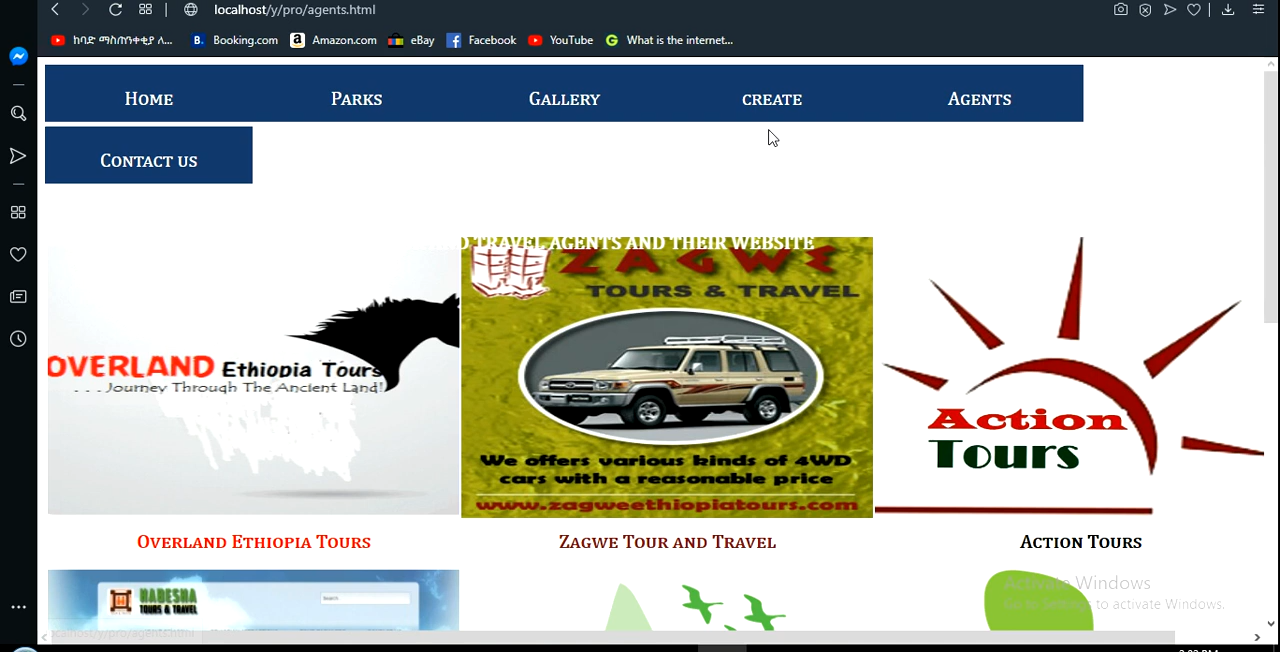 localhost/y/pro/agents.html
ከባድ ማስጠንቀቂያ ለ... Booking.com Amazon.com eBay Facebook YouTube What is the internet...
Home Parks Gallery create Agents
Contact us
TRAVEL AGENTS AND THEIR WEBSITE
OVERLAND Ethiopia Tours
...Journey Through The Ancient Land!
ZAGWE
TOURS & TRAVEL
We offers various kinds of 4WD
cars with a reasonable price
www.zagweethiopiatours.com
Action
Tours
Overland Ethiopia Tours Zagwe Tour and Travel Action Tours
HABESHA
TOURS & TRAVEL
Search
Activate Windows
Go to Settings to activate Windows.
localhost/y/pro/agents.html